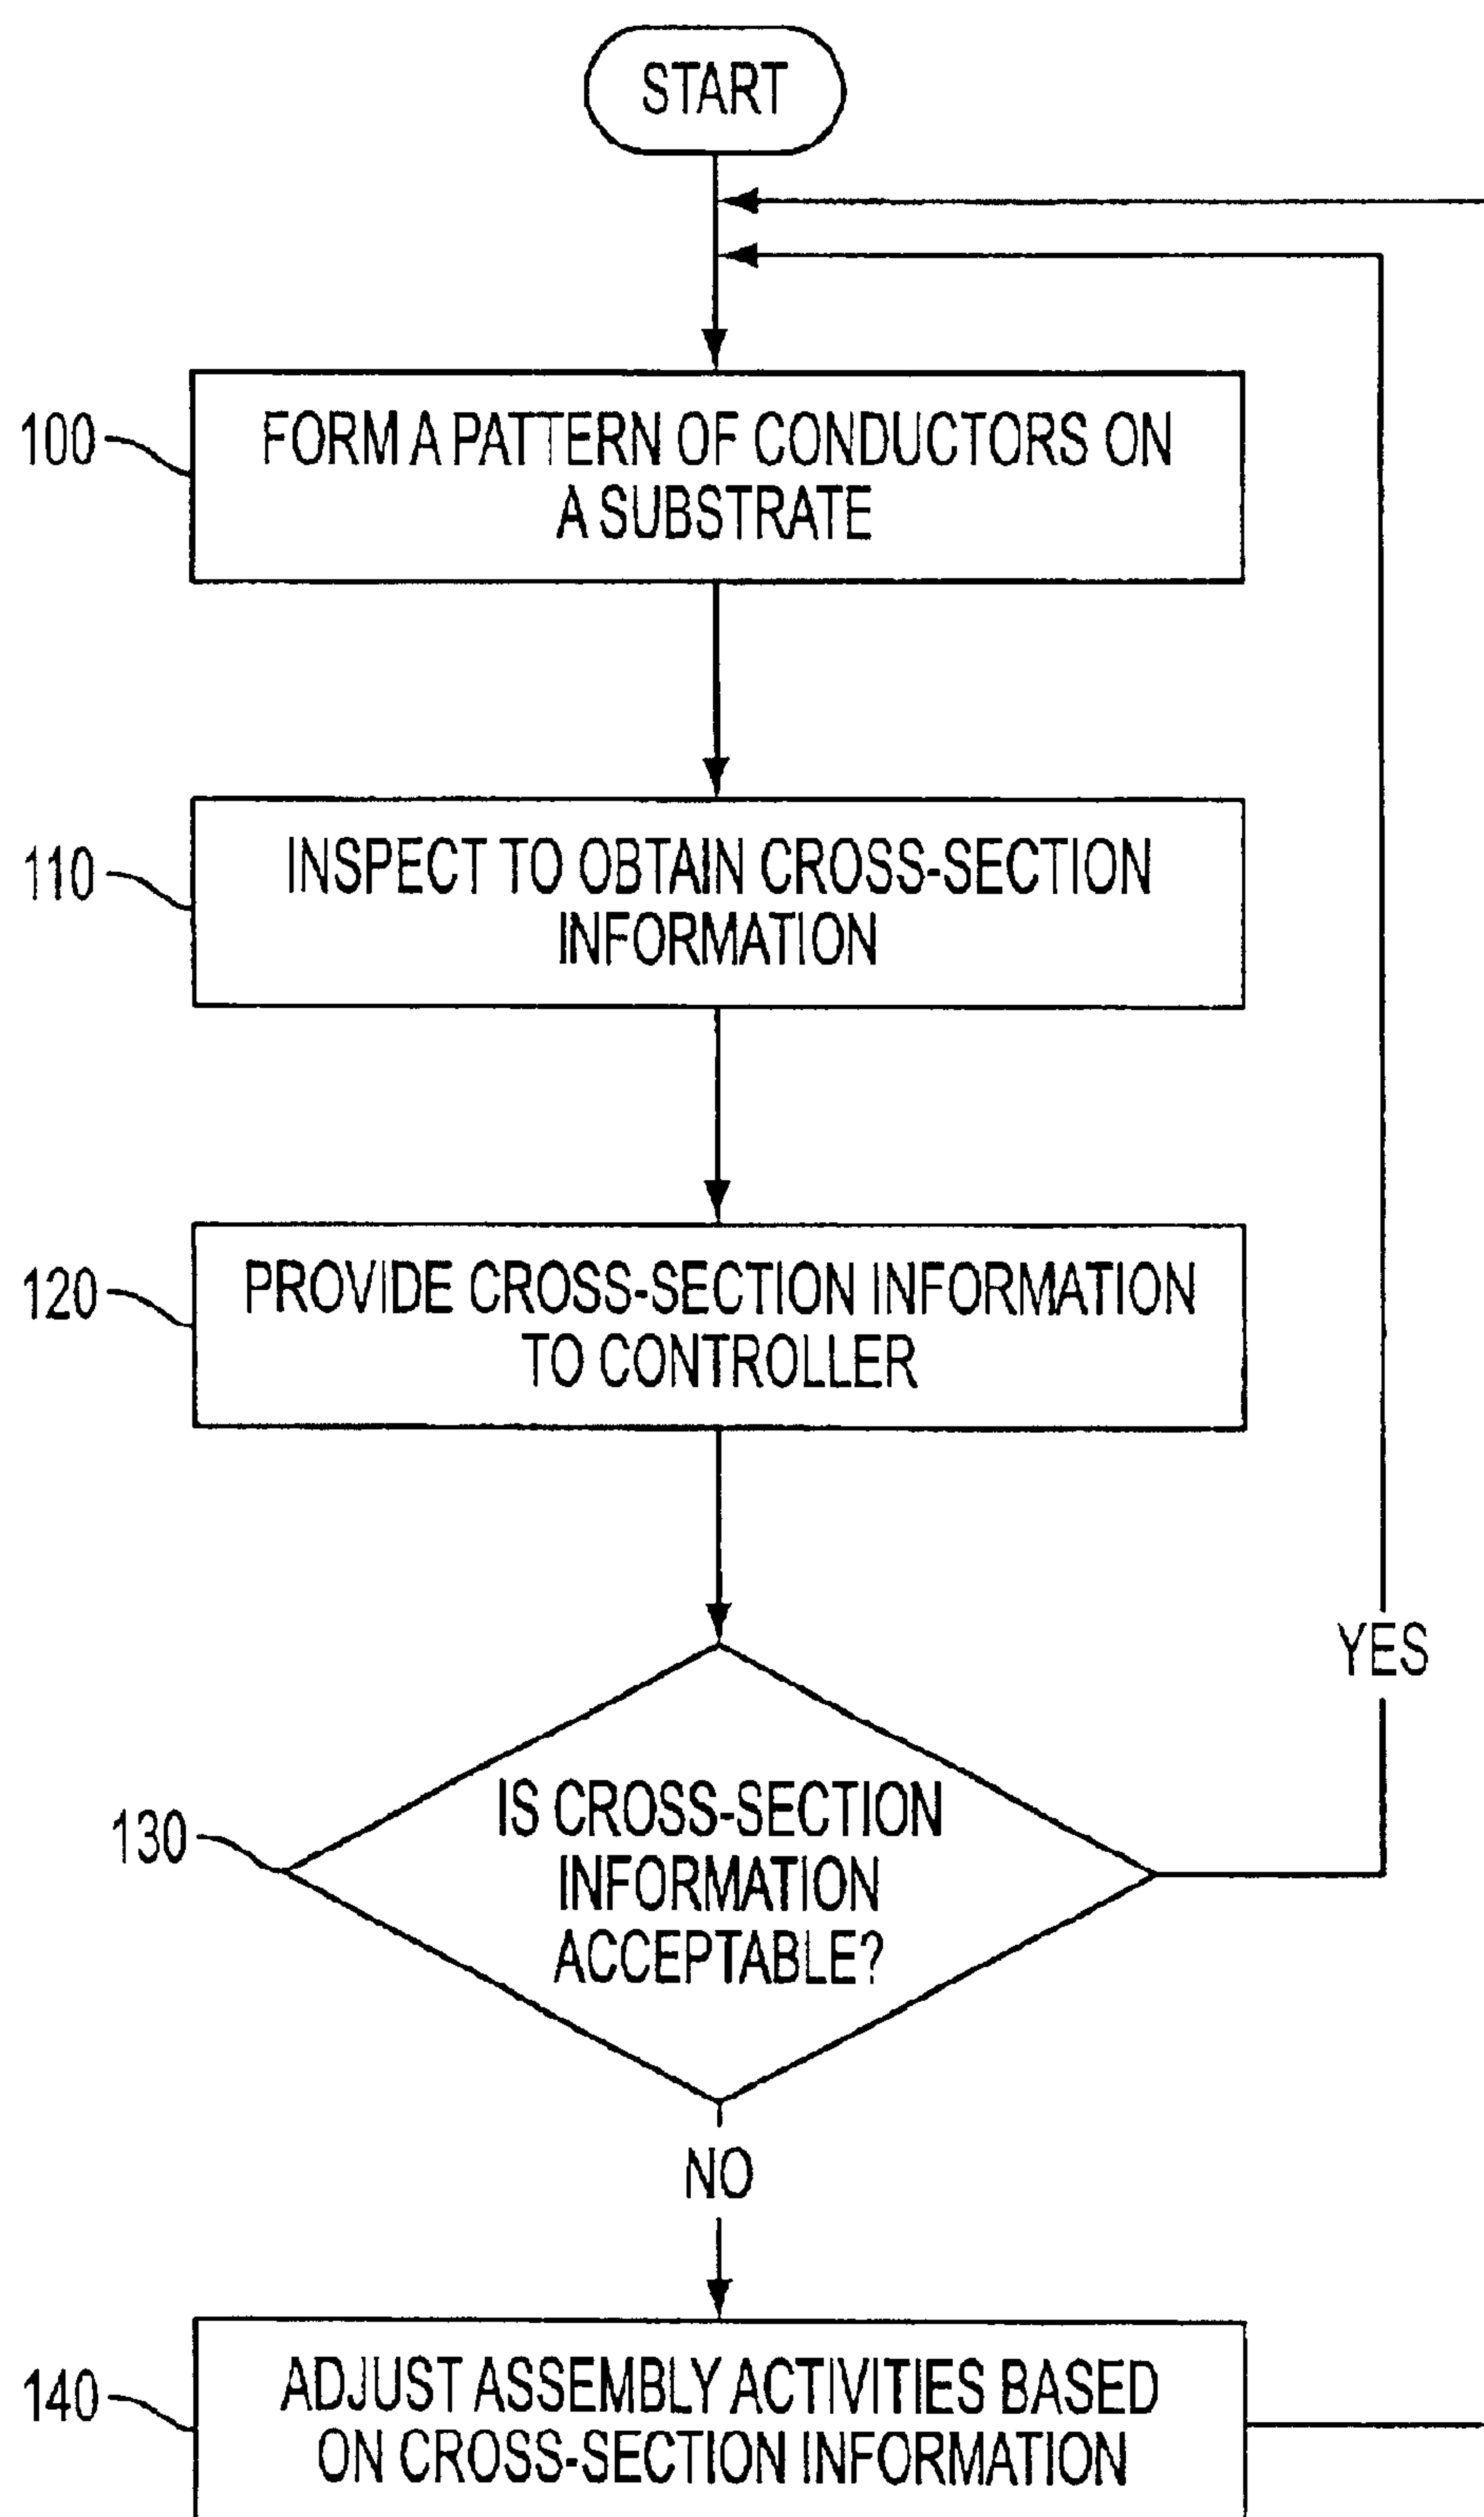 START
100
FORM A PATTERN OF CONDUCTORS ON
A SUBSTRATE
110
INSPECT TO OBTAIN CROSS-SECTION
INFORMATION
120
PROVIDE CROSS-SECTION INFORMATION
TO CONTROLLER
YES
130
IS CROSS-SECTION
INFORMATION
ACCEPTABLE?
NO
140
ADJUST ASSEMBLY ACTIVITIES BASED
ON CROSS-SECTION INFORMATION